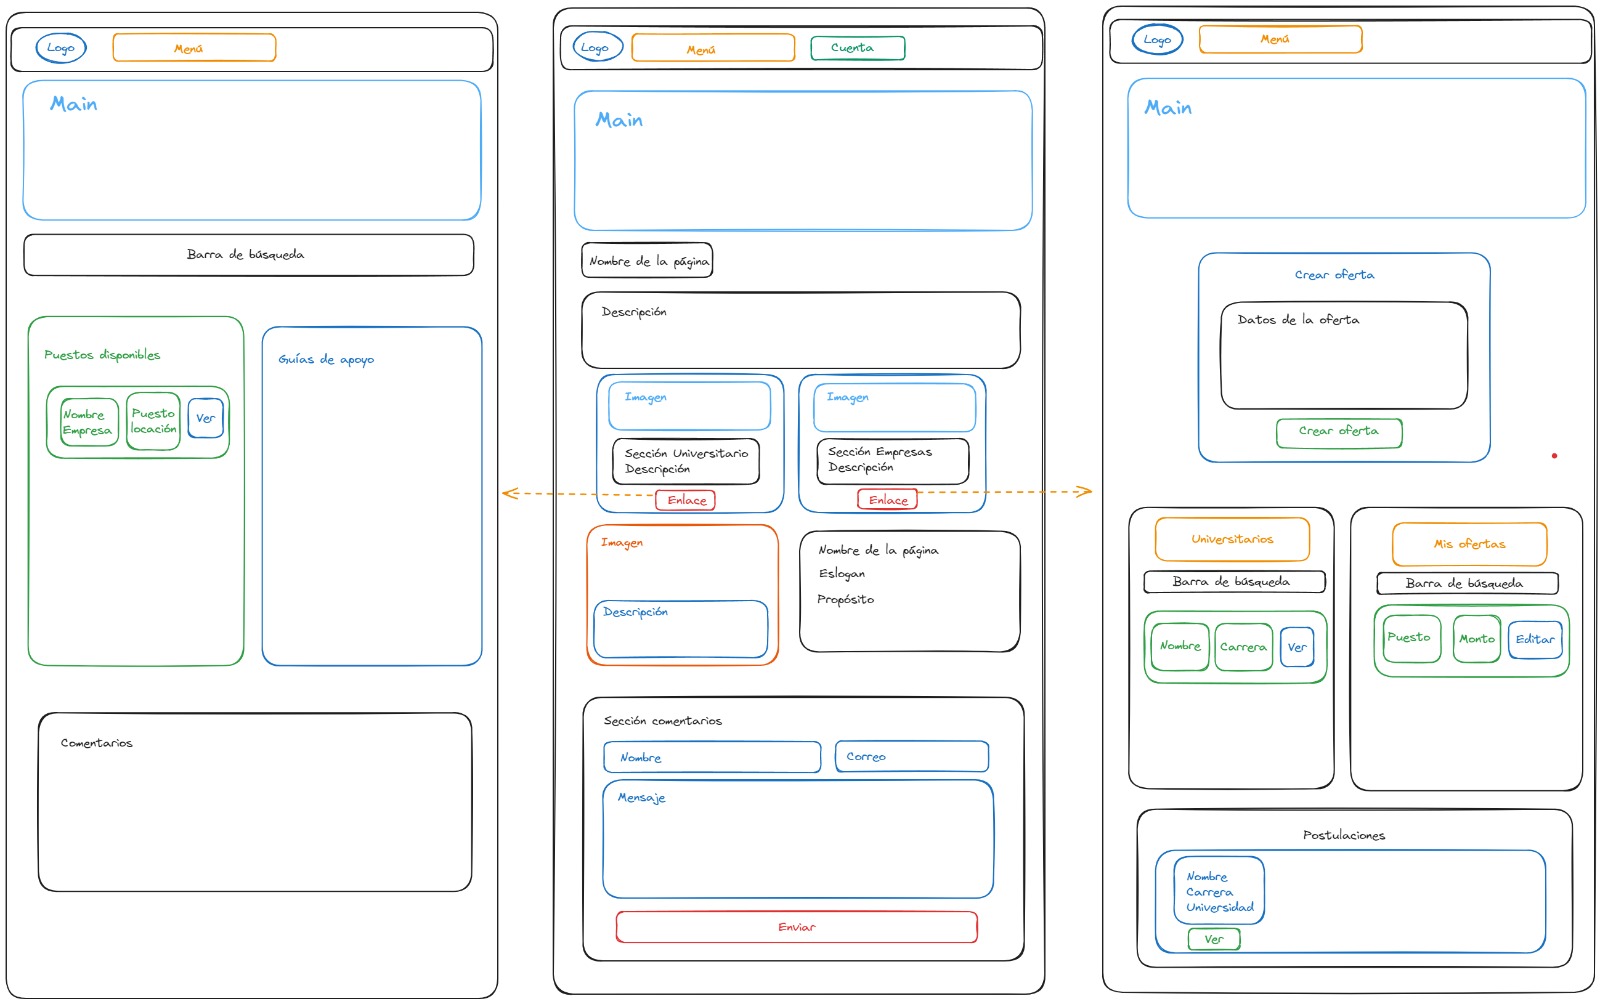 Logo
Menú
Main
Barra de búsqueda
Puestos disponibles
Nombre
Empresa
Puesto
locación
Ver
Guías de apoyo
Comentarios
Logo
Menú
Cuenta
Main
Nombre de la página
Descripción
Imagen
Sección Universitario
Descripción
Enlace
Imagen
Sección Empresas
Descripción
Enlace
Imagen
Descripción
Nombre de la página
Eslogan
Propósito
Sección comentarios
Nombre
Correo
Mensaje
Enviar
Logo
Menú
Main
Crear oferta
Datos de la oferta
Crear oferta
Universitarios
Barra de búsqueda
Nombre
Carrera
Ver
Mis ofertas
Barra de búsqueda
Puesto
Monto
Editar
Postulaciones
Nombre
Carrera
Universidad
Ver